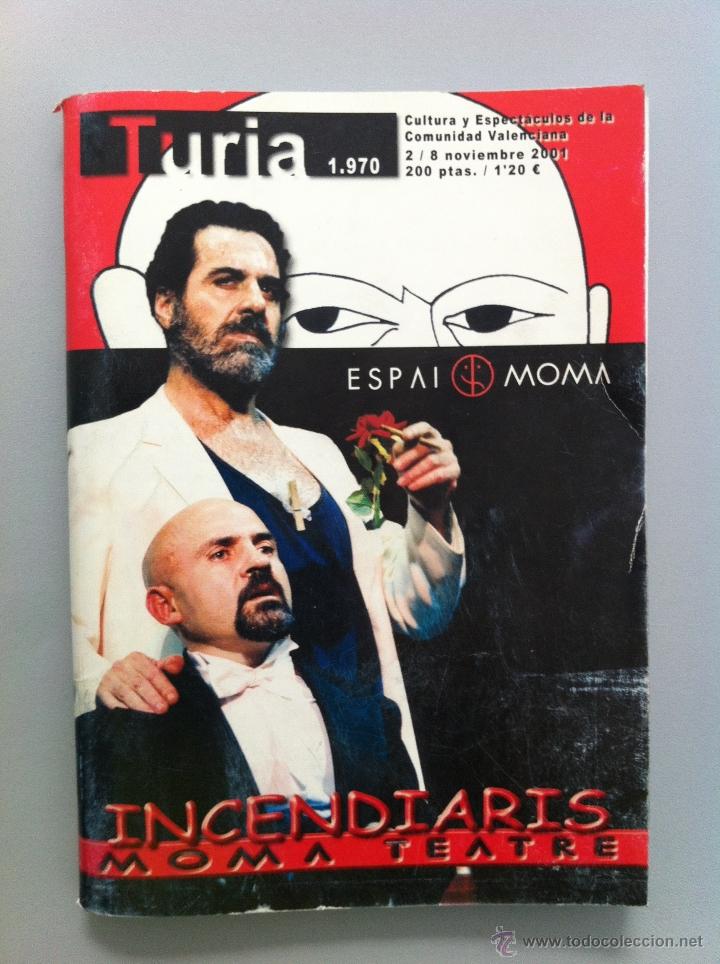 Turia 1.970
Cultura y Espectáculos de la
Comunidad Valenciana
2 / 8 noviembre 2001
200 ptas. / 1'20 €
ESPAI MOMA
INCENDIARIS
MOMA TEATRE
www.todocoleccion.net